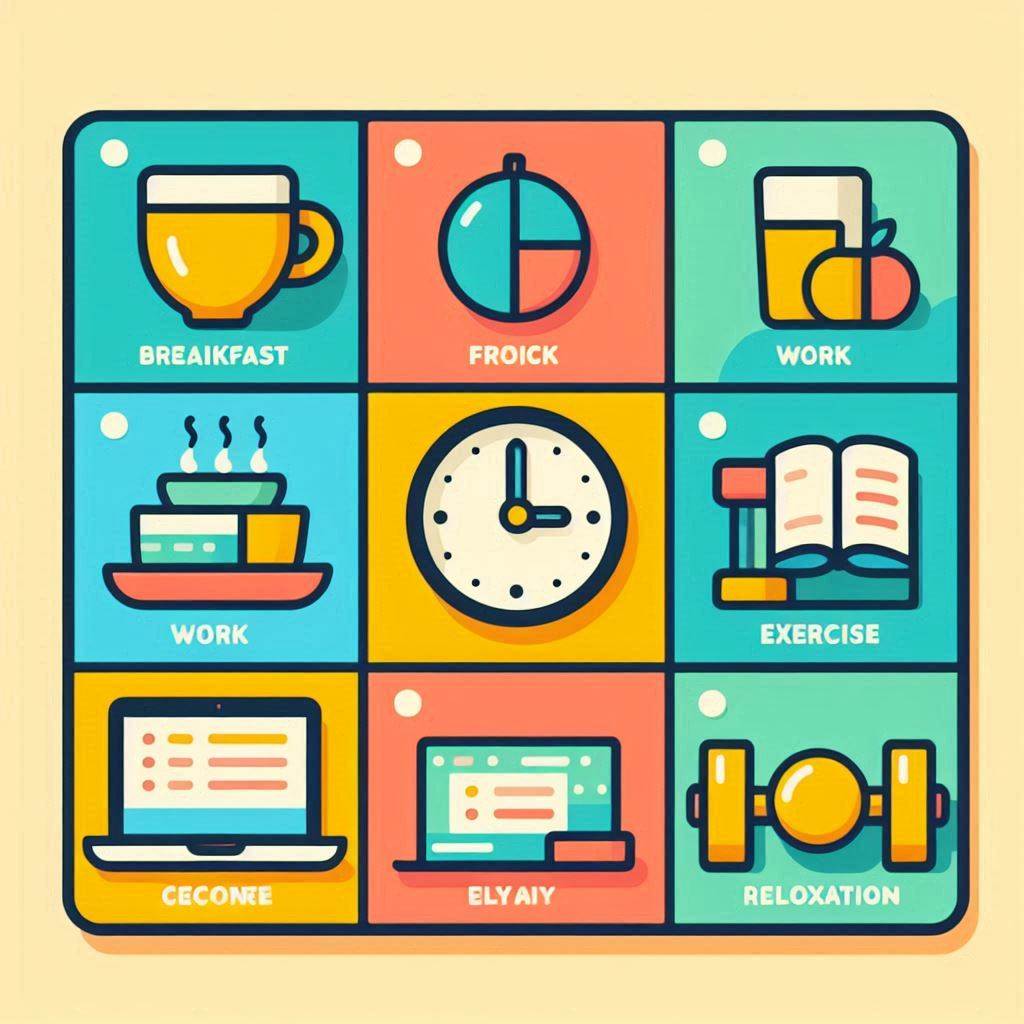 BREAIKFAST
FROICK
WORK
WORK
EXERCISE
CECONRE
ELYAIY
RELOXATION